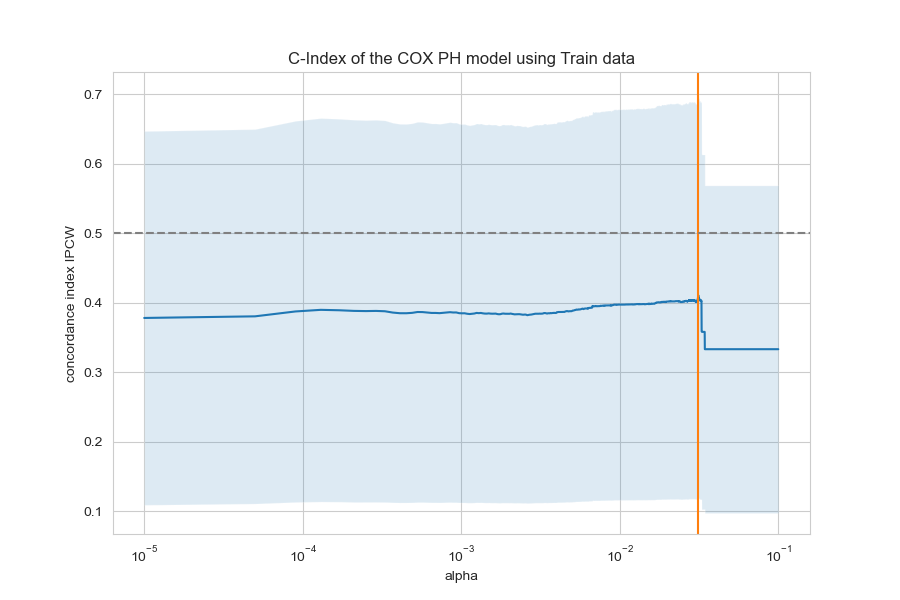 C-Index of the COX PH model using Train data
concordance index IPCW
0.7
0.6
0.5
0.4
0.3
0.2
0.1
10⁻⁵ 10⁻⁴ 10⁻³ 10⁻² 10⁻¹
alpha